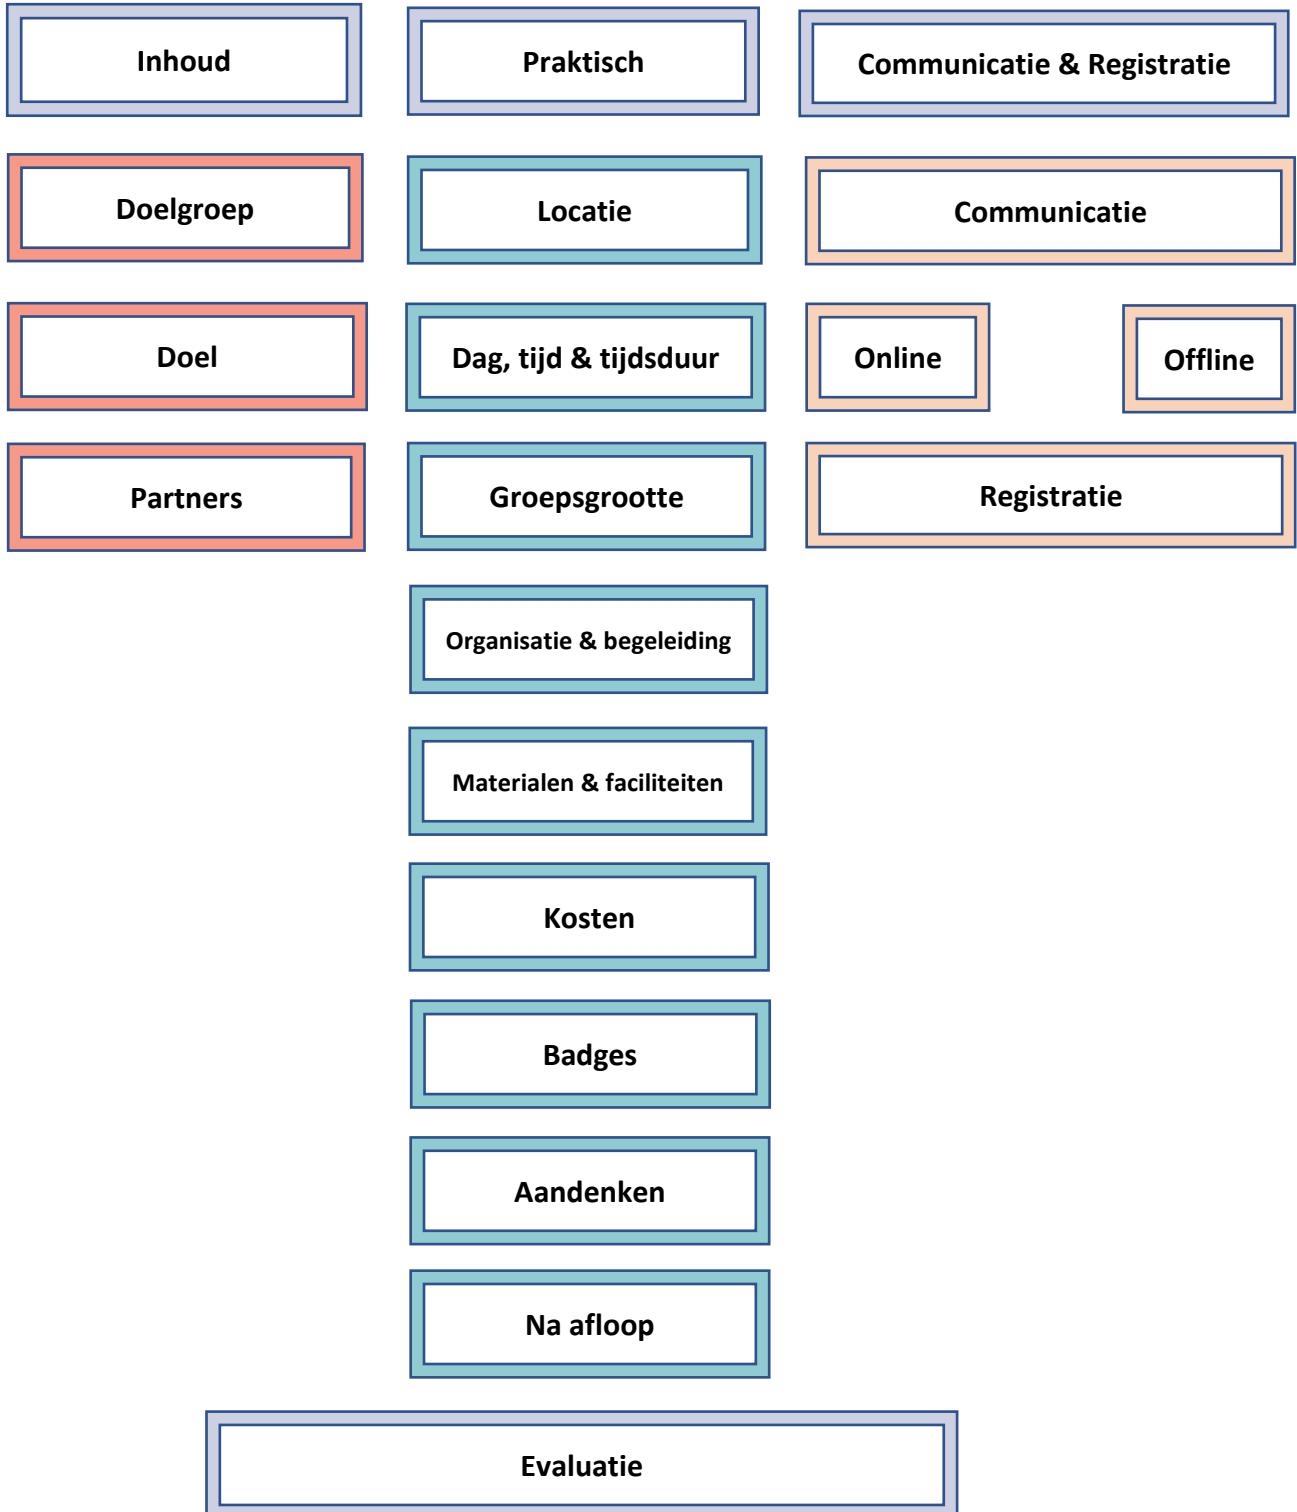 Inhoud
Praktisch
Communicatie & Registratie
Doelgroep
Locatie
Communicatie
Doel
Dag, tijd & tijdsduur
Online
Offline
Partners
Groepsgrootte
Registratie
Organisatie & begeleiding
Materialen & faciliteiten
Kosten
Badges
Aandenken
Na afloop
Evaluatie